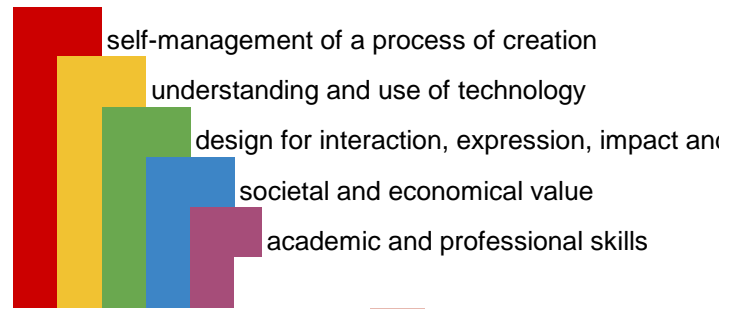 self-management of a process of creation
understanding and use of technology
design for interaction, expression, impact
societal and economical value
academic and professional skills